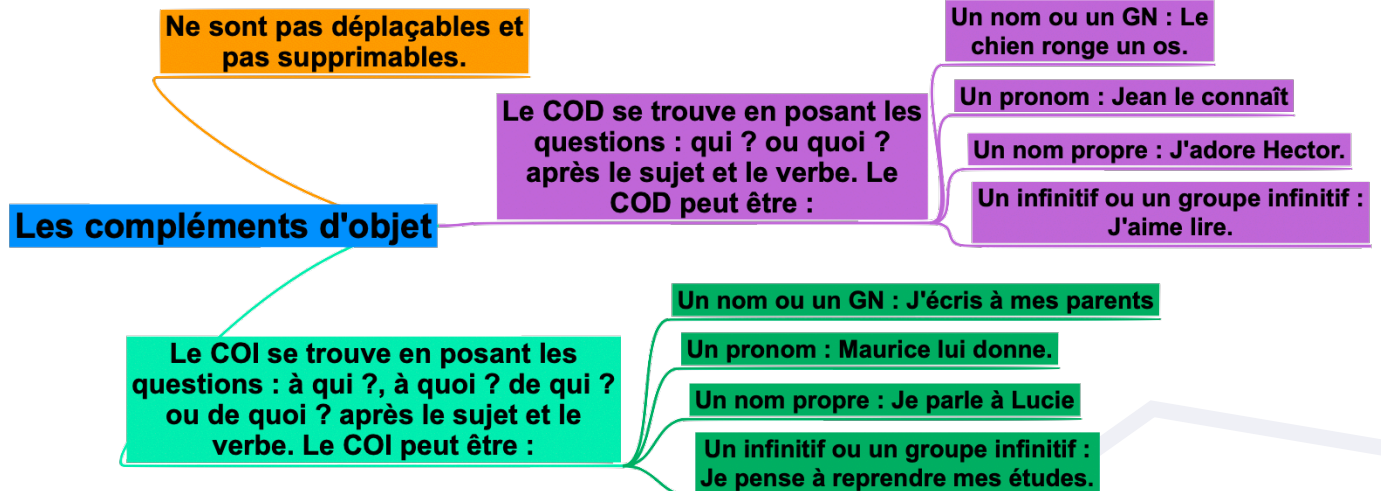 Ne sont pas déplaçables et
pas supprimables.
Les compléments d'objet
Le COD se trouve en posant les
questions : qui ? ou quoi ?
après le sujet et le verbe. Le
COD peut être :
Un nom ou un GN : Le
chien ronge un os.
Un pronom : Jean le connaît
Un nom propre : J'adore Hector.
Un infinitif ou un groupe infinitif :
J'aime lire.
Le COI se trouve en posant les
questions : à qui ?, à quoi ? de qui ?
ou de quoi ? après le sujet et le
verbe. Le COI peut être :
Un nom ou un GN : J'écris à mes parents
Un pronom : Maurice lui donne.
Un nom propre : Je parle à Lucie
Un infinitif ou un groupe infinitif :
Je pense à reprendre mes études.